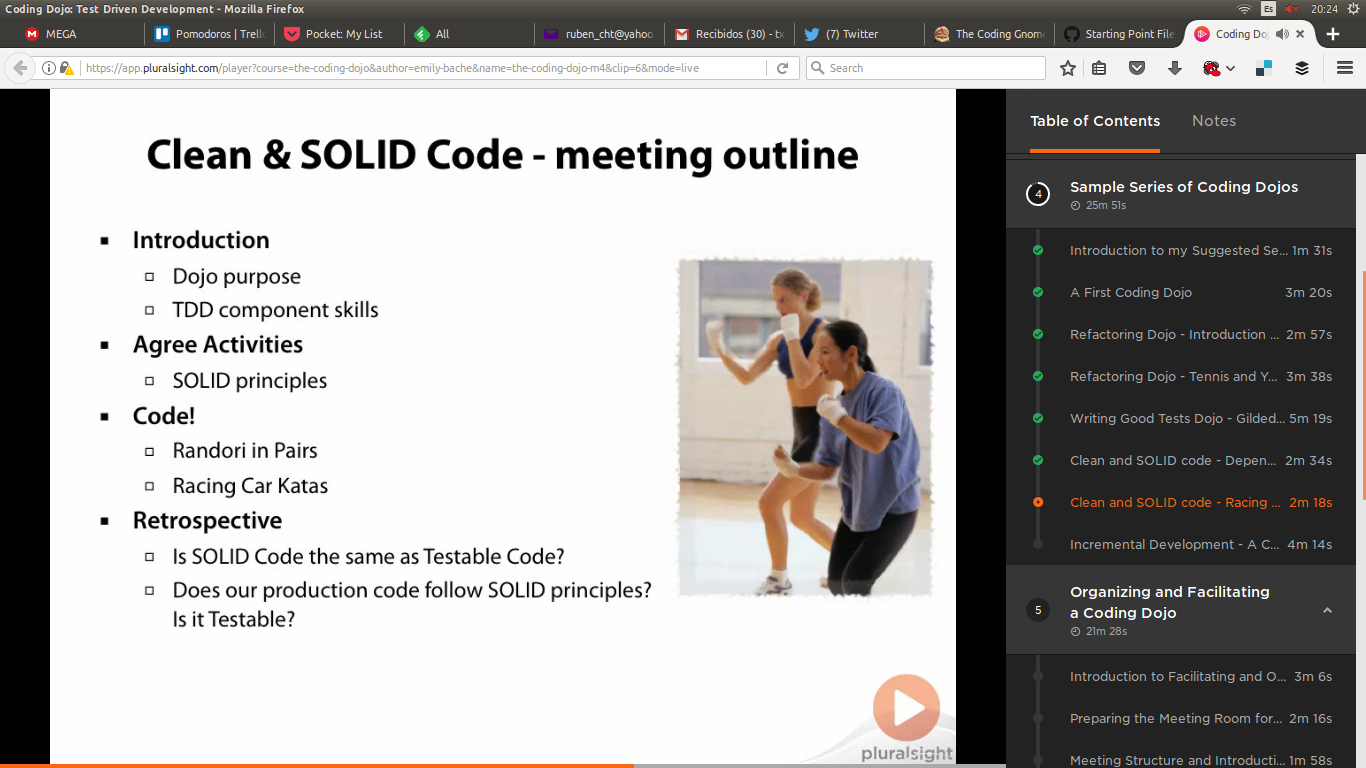 Coding Dojo: Test Driven Development - Mozilla Firefox
Es
20:24
MEGA
Pomodoros | Trell
Pocket: My List
All
ruben_cht@yahoo.
Recibidos (30) - tx
(7) Twitter
The Coding Gnom
Starting Point File
Coding Do
https://app.pluralsight.com/player?course=the-coding-dojo&author=emily-bache&name=the-coding-dojo-m4&clip=6&mode=live
Search
Clean & SOLID Code - meeting outline
Introduction
Dojo purpose
TDD component skills
Agree Activities
SOLID principles
Code!
Randori in Pairs
Racing Car Katas
Retrospective
Is SOLID Code the same as Testable Code?
Does our production code follow SOLID principles?
Is it Testable?
pluralsight
Table of Contents
Notes
4
Sample Series of Coding Dojos
25m 51s
Introduction to my Suggested Se... 1m 31s
A First Coding Dojo 3m 20s
Refactoring Dojo - Introduction ... 2m 57s
Refactoring Dojo - Tennis and Y... 3m 38s
Writing Good Tests Dojo - Gilded... 5m 19s
Clean and SOLID code - Depen... 2m 34s
Clean and SOLID code - Racing ... 2m 18s
Incremental Development - A C... 4m 14s
5
Organizing and Facilitating
a Coding Dojo
21m 28s
Introduction to Facilitating and O... 3m 6s
Preparing the Meeting Room for... 2m 16s
Meeting Structure and Introducti... 1m 58s